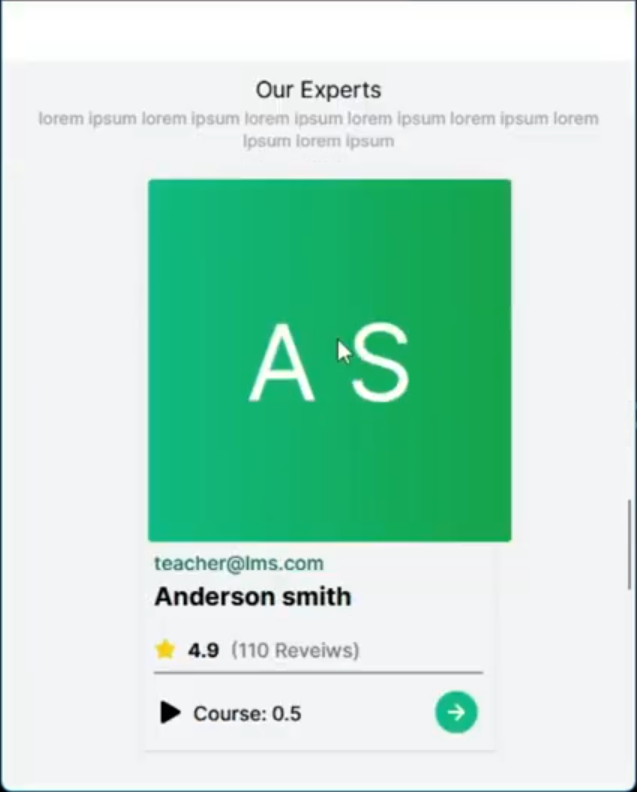 Our Experts
lorem ipsum lorem ipsum lorem ipsum lorem ipsum lorem ipsum lorem
Ipsum lorem ipsum
A S
teacher@lms.com
Anderson smith
4.9 (110 Reveiws)
Course: 0.5